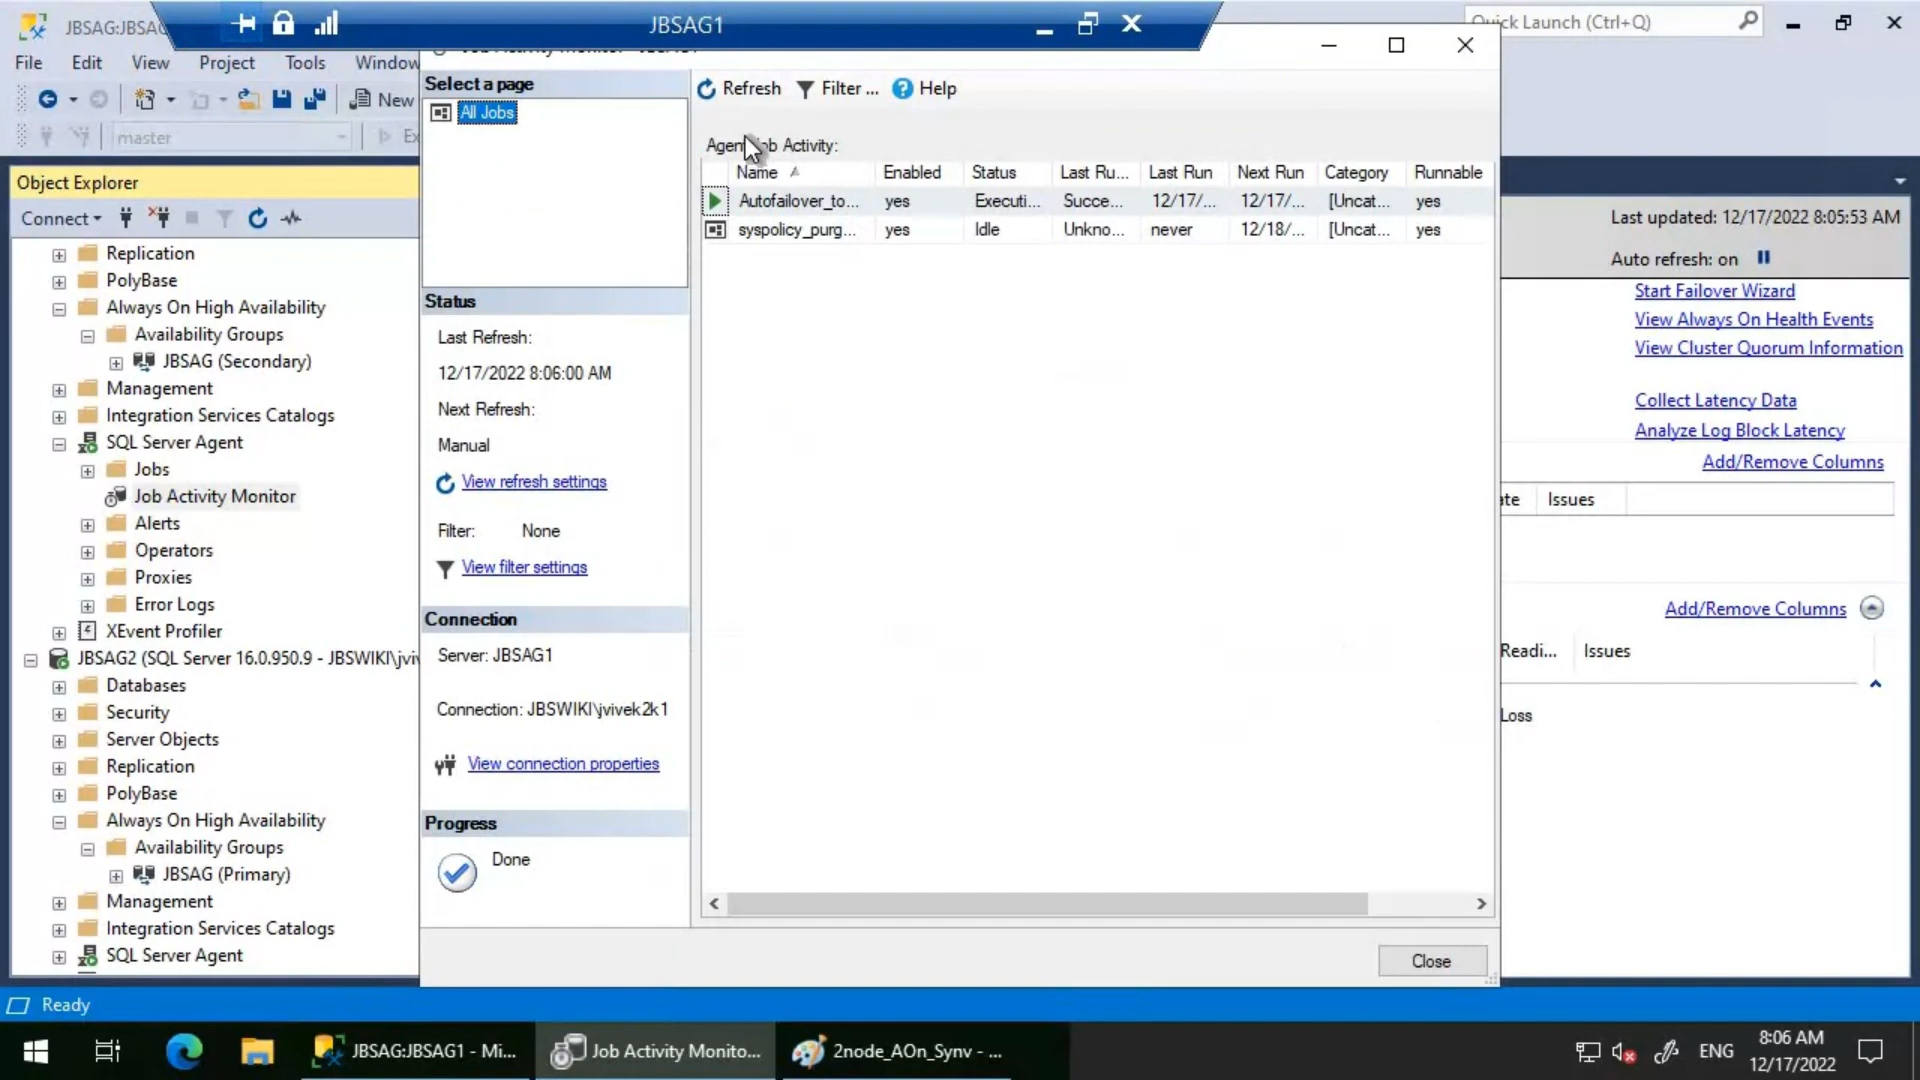 JBSAG:JBSAG
JBSAG1
Quick Launch (Ctrl+Q)
File Edit View Project Tools Window
New
master
Object Explorer
Connect
Replication
PolyBase
Always On High Availability
Availability Groups
JBSAG (Secondary)
Management
Integration Services Catalogs
SQL Server Agent
Jobs
Job Activity Monitor
Alerts
Operators
Proxies
Error Logs
XEvent Profiler
JBSAG2 (SQL Server 16.0.950.9 - JBSWIKI\jviv
Databases
Security
Server Objects
Replication
PolyBase
Always On High Availability
Availability Groups
JBSAG (Primary)
Management
Integration Services Catalogs
SQL Server Agent
Select a page
All Jobs
Status
Last Refresh:
12/17/2022 8:06:00 AM
Next Refresh:
Manual
View refresh settings
Filter: None
View filter settings
Connection
Server: JBSAG1
Connection: JBSWIKI\jvivek2k1
View connection properties
Progress
Done
Refresh Filter ... Help
Agent Job Activity:
Name Enabled Status Last Ru... Last Run Next Run Category Runnable
Autofailover_to... yes Executi... Succe... 12/17/... 12/17/... [Uncat... yes
syspolicy_purg... yes Idle Unkno... never 12/18/... [Uncat... yes
Close
Last updated: 12/17/2022 8:05:53 AM
Auto refresh: on
Start Failover Wizard
View Always On Health Events
View Cluster Quorum Information
Collect Latency Data
Analyze Log Block Latency
Add/Remove Columns
ate Issues
Add/Remove Columns
Readi... Issues
Loss
Ready
JBSAG:JBSAG1 - Mi...
Job Activity Monito...
2node_AOn_Synv - ...
ENG
8:06 AM
12/17/2022